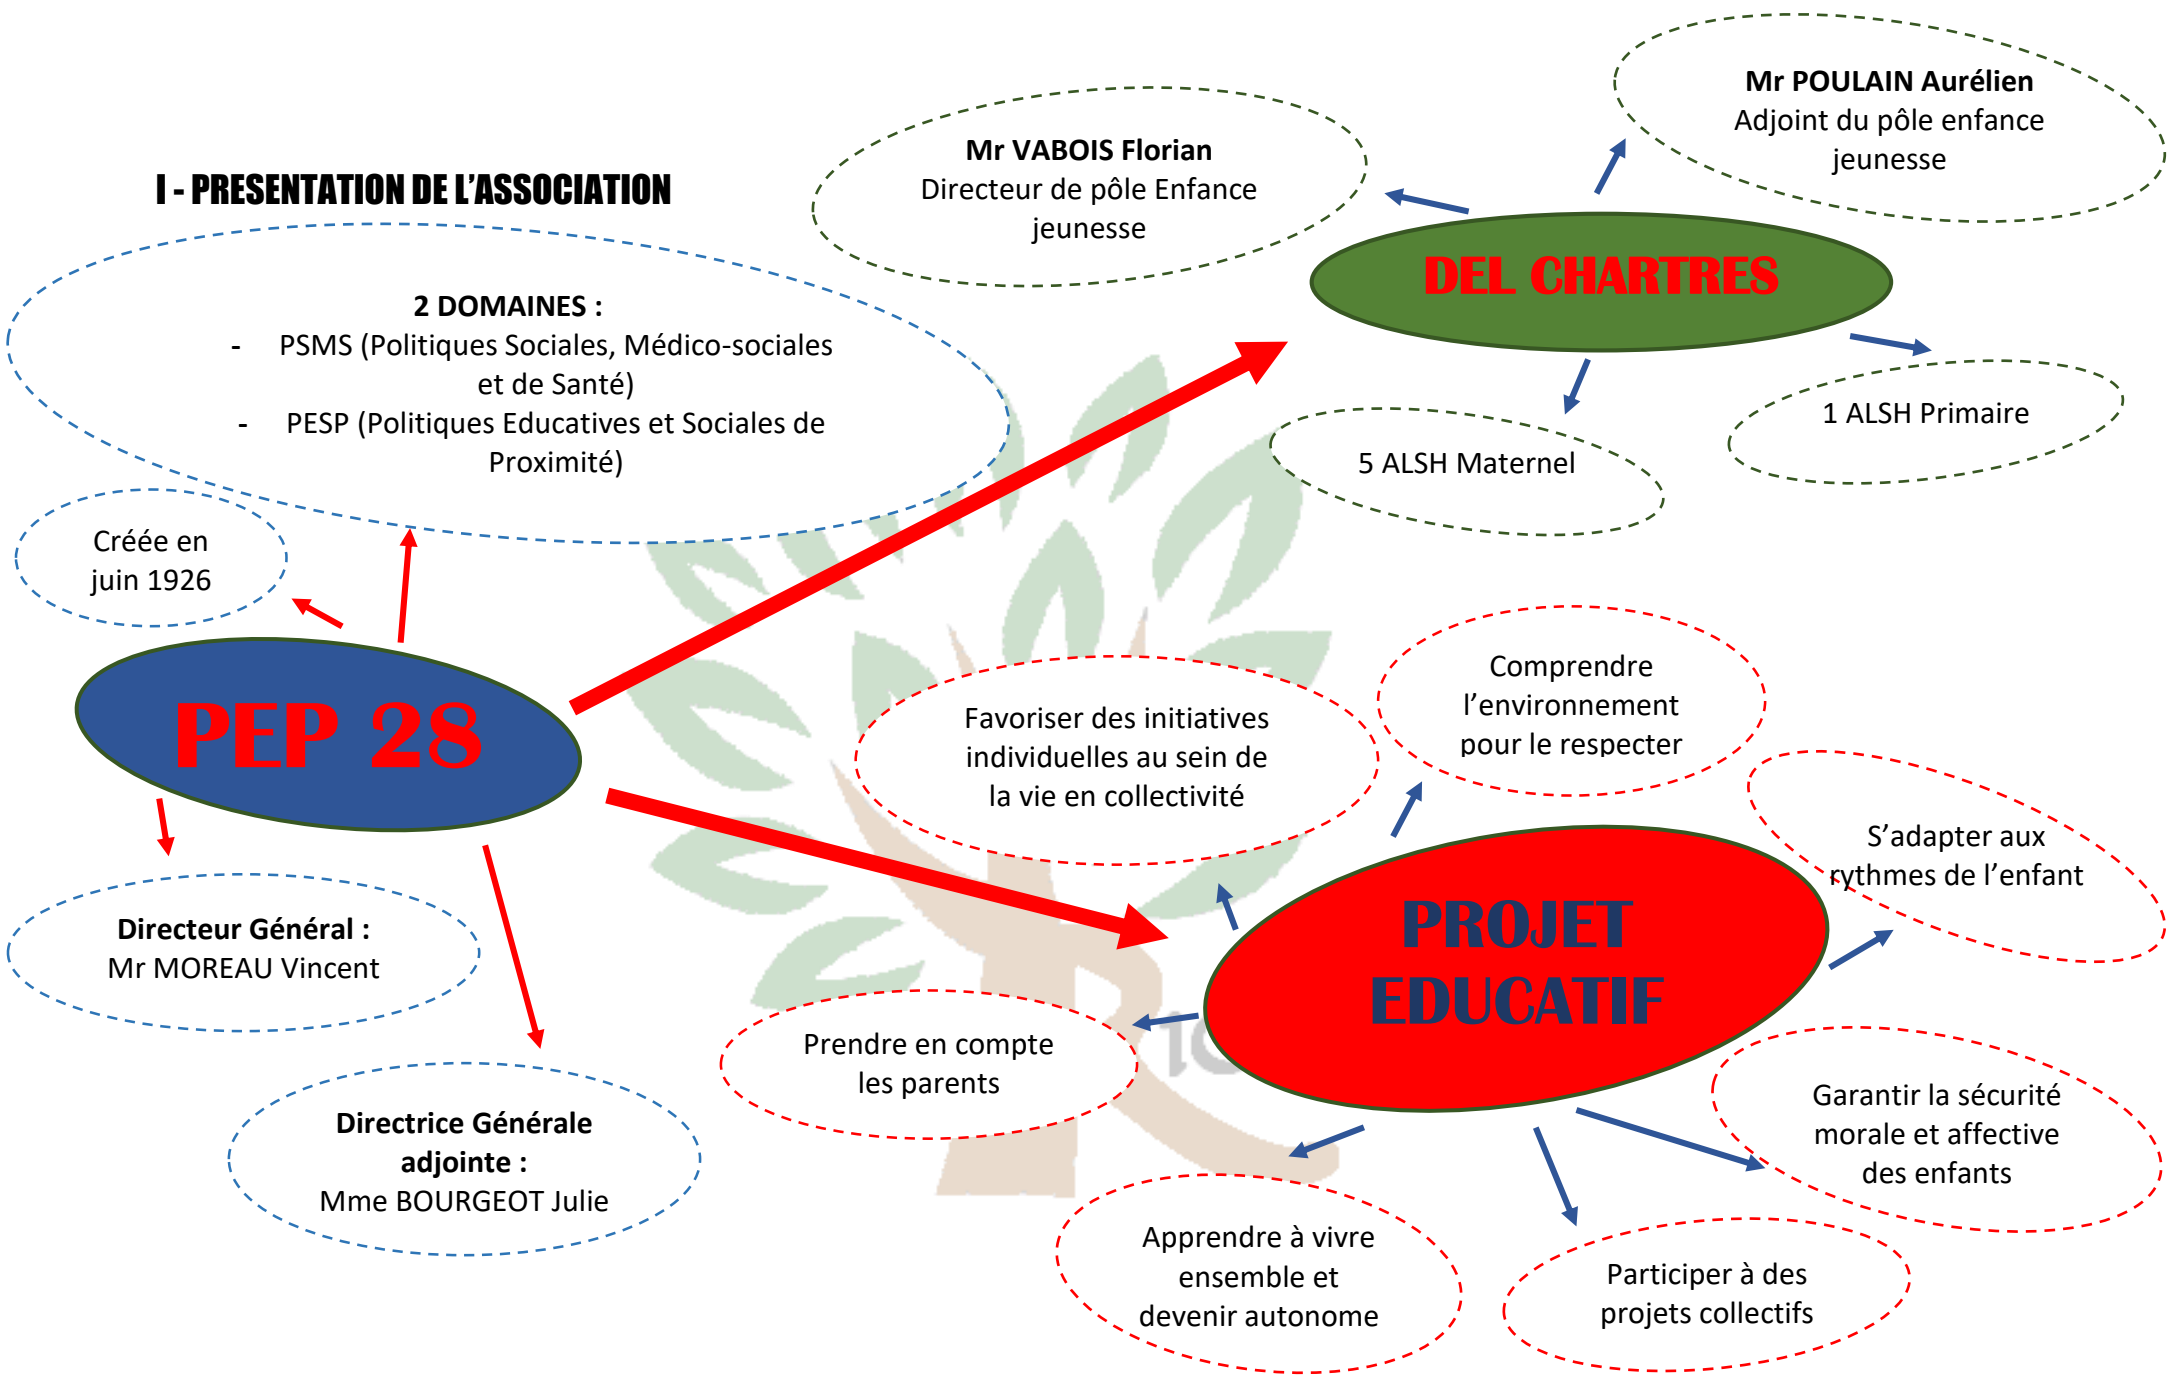 I - PRESENTATION DE L'ASSOCIATION
2 DOMAINES :
- PSMS (Politiques Sociales, Médico-sociales
et de Santé)
- PESP (Politiques Educatives et Sociales de
Proximité)
Créée en
juin 1926
PEP 28
Directeur Général :
Mr MOREAU Vincent
Directrice Générale
adjointe :
Mme BOURGEOT Julie
Mr VABOIS Florian
Directeur de pôle Enfance
jeunesse
Mr POULAIN Aurélien
Adjoint du pôle enfance
jeunesse
DEL CHARTRES
5 ALSH Maternel
1 ALSH Primaire
Favoriser des initiatives
individuelles au sein de
la vie en collectivité
Comprendre
l'environnement
pour le respecter
S'adapter aux
rythmes de l'enfant
PROJET
EDUCATIF
Prendre en compte
les parents
Garantir la sécurité
morale et affective
des enfants
Apprendre à vivre
ensemble et
devenir autonome
Participer à des
projets collectifs